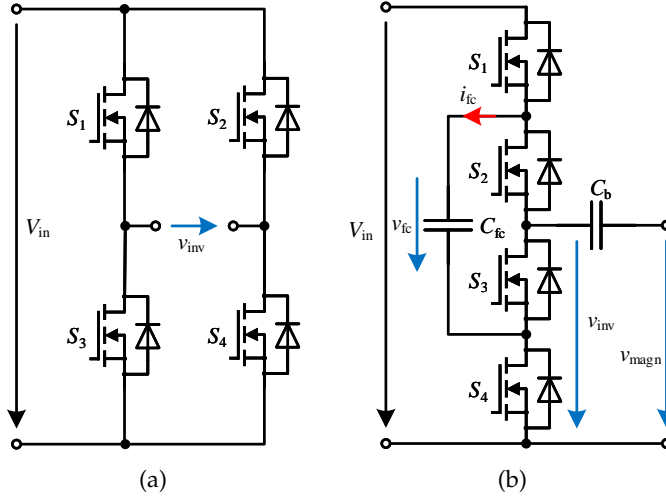 S1
S2
Vin
vinv
S3
S4
(a)
S1
ifc
S2
Cb
Vin
vfc
Cfc
S3
vinv
vmagn
S4
(b)